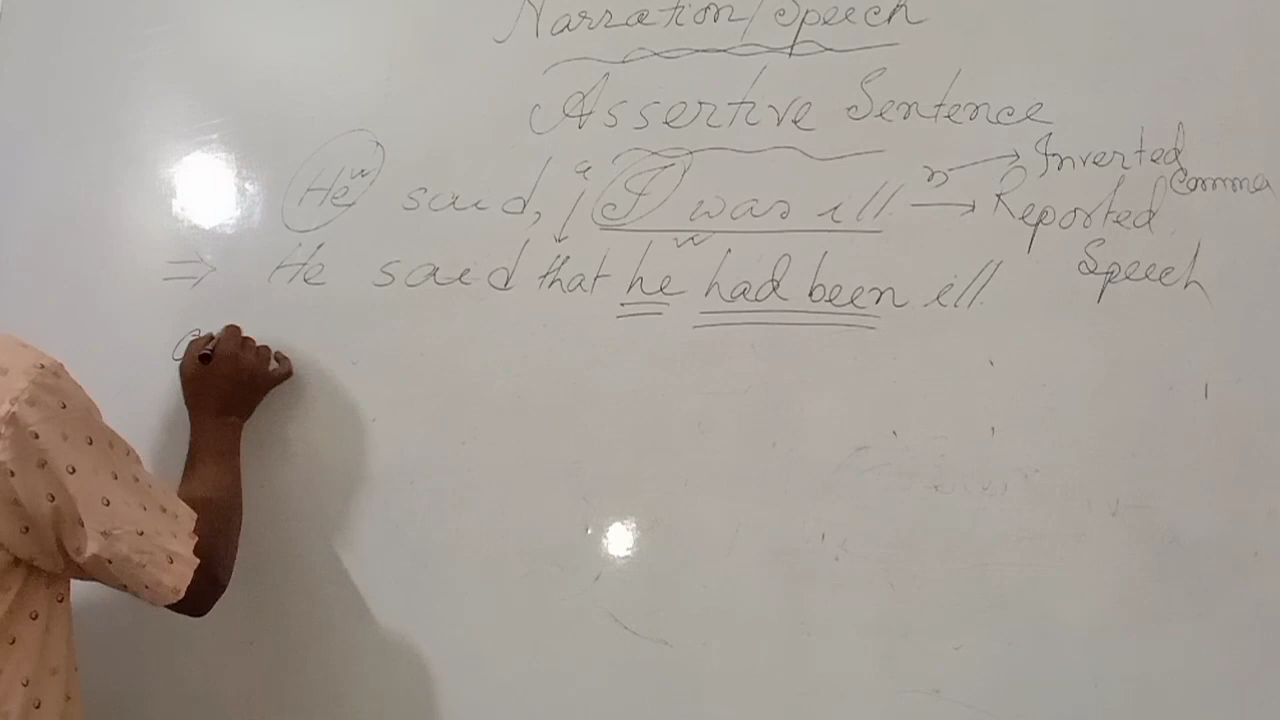 Narration/Speech
Assertive Sentence
He said, "I was ill" → Inverted Comma
→ Reported Speech
⇒ He said that he had been ill.